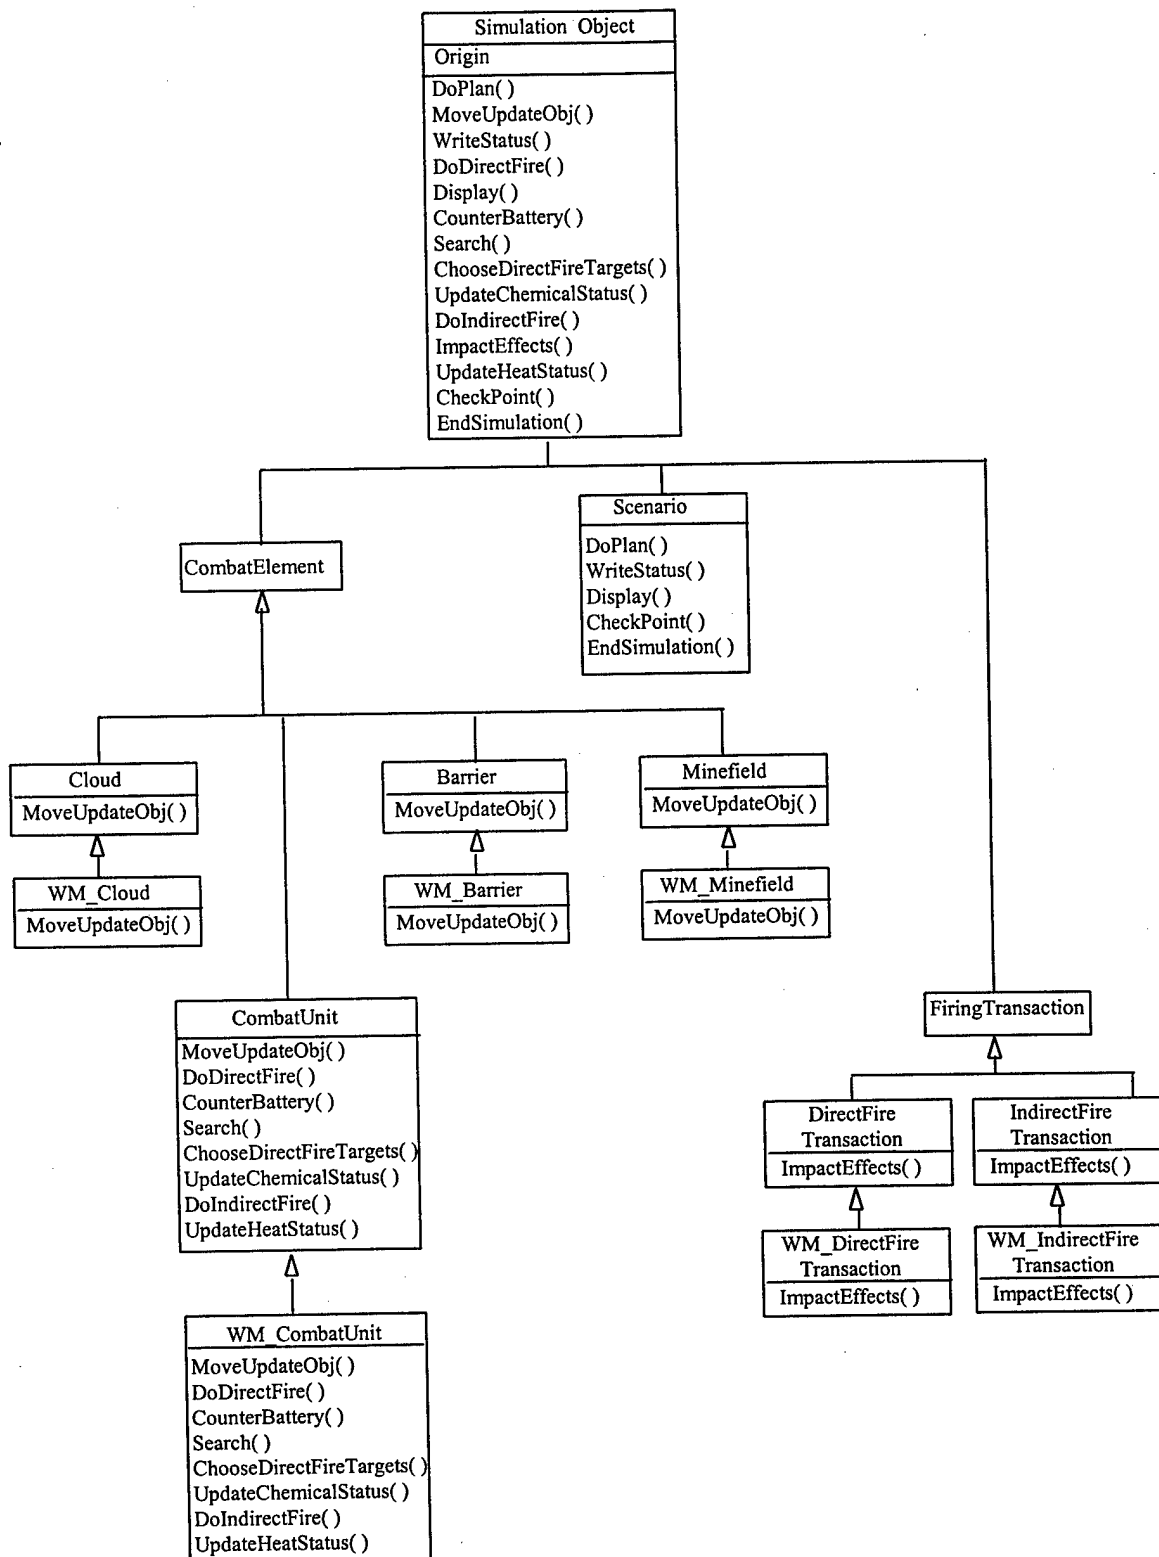 Simulation Object
Origin
DoPlan( )
MoveUpdateObj( )
WriteStatus( )
DoDirectFire( )
Display( )
CounterBattery( )
Search( )
ChooseDirectFireTargets( )
UpdateChemicalStatus( )
DoIndirectFire( )
ImpactEffects( )
UpdateHeatStatus( )
CheckPoint( )
EndSimulation( )
CombatElement
Scenario
DoPlan( )
WriteStatus( )
Display( )
CheckPoint( )
EndSimulation( )
Cloud
MoveUpdateObj( )
WM_Cloud
MoveUpdateObj( )
Barrier
MoveUpdateObj( )
WM_Barrier
MoveUpdateObj( )
Minefield
MoveUpdateObj( )
WM_Minefield
MoveUpdateObj( )
CombatUnit
MoveUpdateObj( )
DoDirectFire( )
CounterBattery( )
Search( )
ChooseDirectFireTargets( )
UpdateChemicalStatus( )
DoIndirectFire( )
UpdateHeatStatus( )
WM_CombatUnit
MoveUpdateObj( )
DoDirectFire( )
CounterBattery( )
Search( )
ChooseDirectFireTargets( )
UpdateChemicalStatus( )
DoIndirectFire( )
UpdateHeatStatus( )
FiringTransaction
DirectFire
Transaction
ImpactEffects( )
WM_DirectFire
Transaction
ImpactEffects( )
IndirectFire
Transaction
ImpactEffects( )
WM_IndirectFire
Transaction
ImpactEffects( )